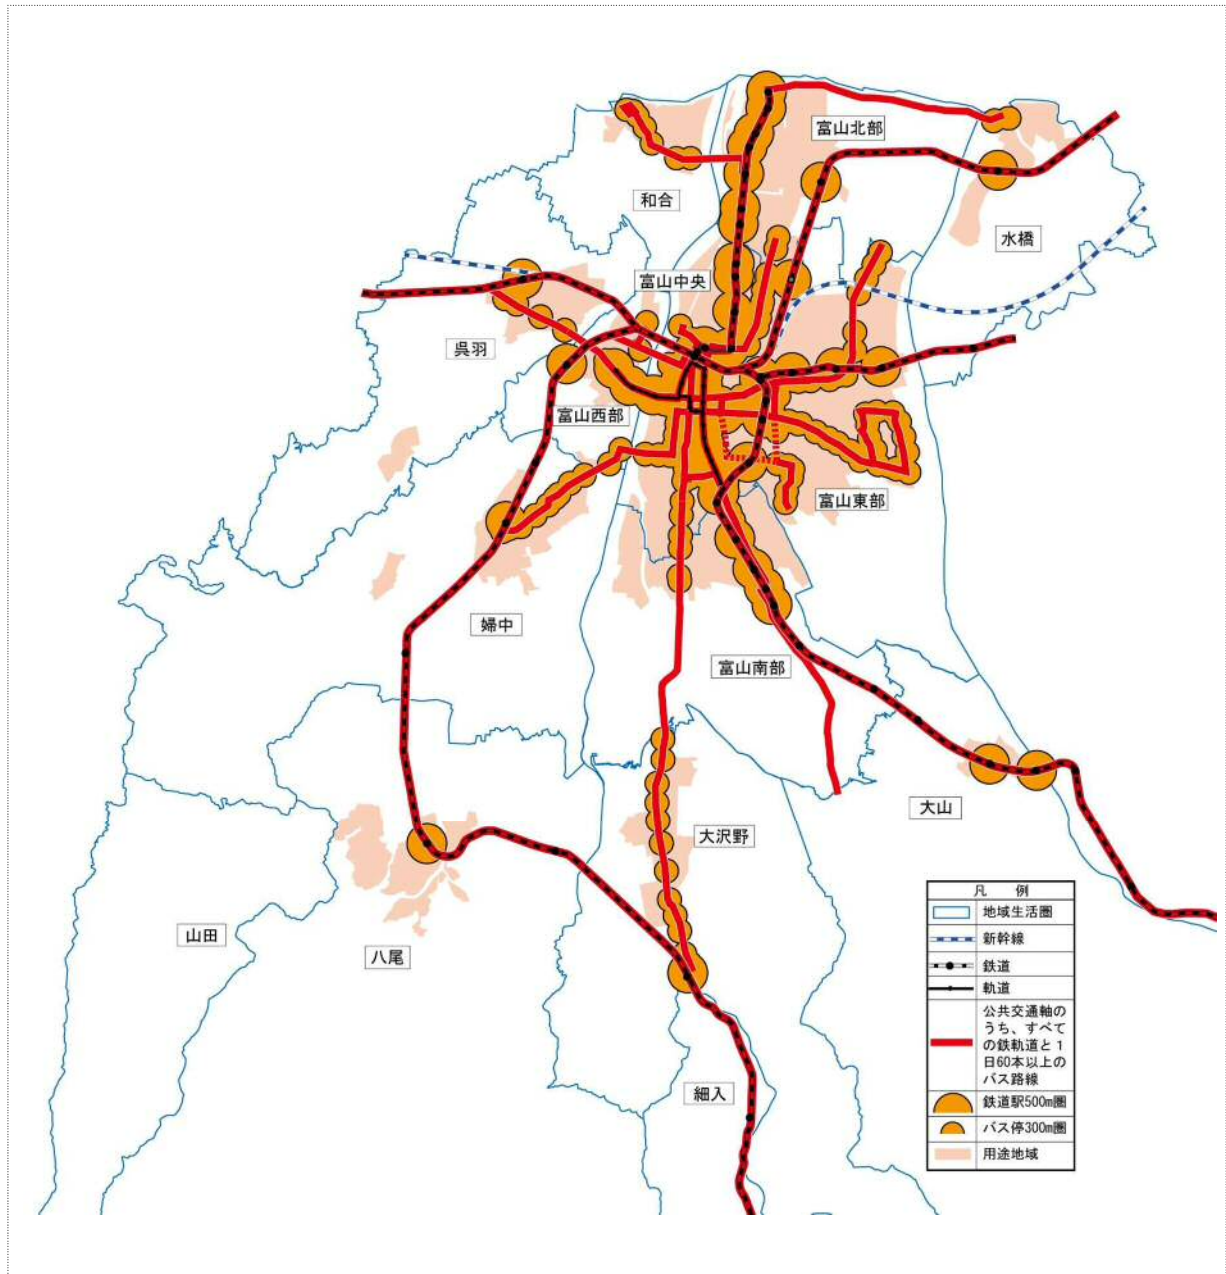 富山北部
和合
水橋
富山中央
呉羽
富山西部
富山東部
婦中
富山南部
大山
大沢野
山田
八尾
細入
凡 例
地域生活圏
新幹線
鉄道
軌道
公共交通軸の
うち、すべて
の鉄軌道と1
日60本以上の
バス路線
鉄道駅500m圏
バス停300m圏
用途地域